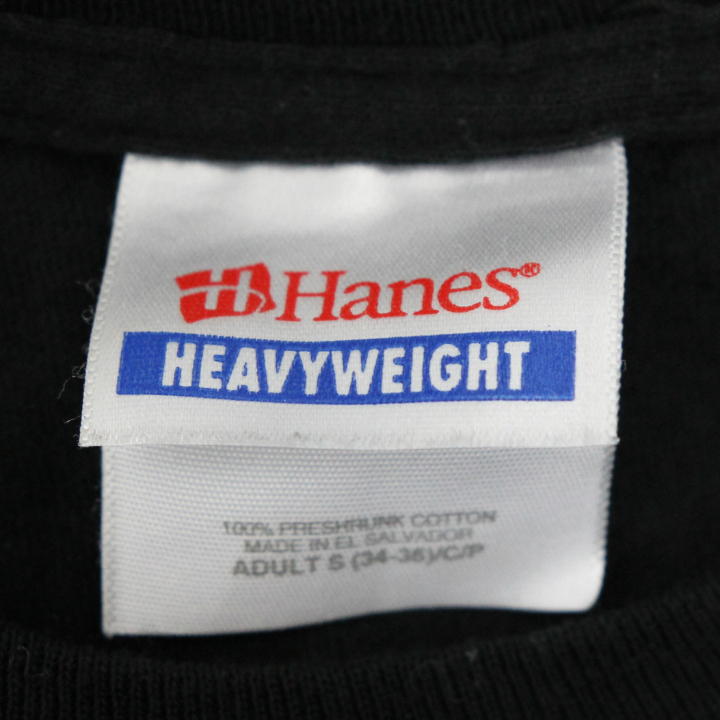 H Hanes®
HEAVYWEIGHT
100% PRESHRUNK COTTON
MADE IN EL SALVADOR
ADULT S (34-36)/C/P